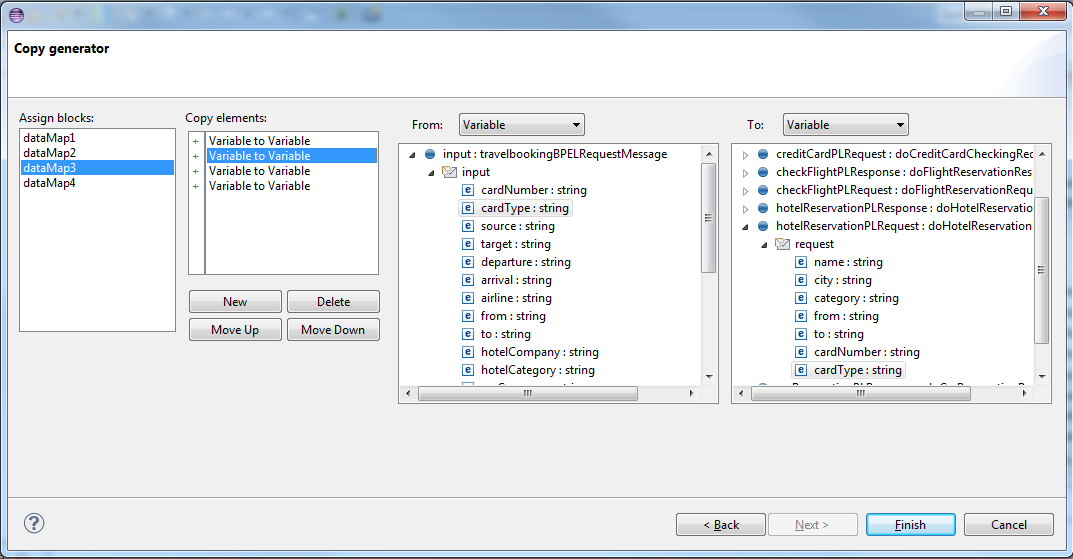 Copy generator
Assign blocks:
dataMap1
dataMap2
dataMap3
dataMap4
Copy elements:
Variable to Variable
Variable to Variable
Variable to Variable
Variable to Variable
New
Delete
Move Up
Move Down
From:
Variable
input : travelbookingBPELRequestMessage
input
cardNumber : string
cardType : string
source : string
target : string
departure : string
arrival : string
airline : string
from : string
to : string
hotelCompany : string
hotelCategory : string
To:
Variable
creditCardPLRequest : doCreditCardCheckingRec
checkFlightPLResponse : doFlightReservationRes
checkFlightPLRequest : doFlightReservationRequ
hotelReservationPLResponse : doHotelReservatio
hotelReservationPLRequest : doHotelReservation
request
name : string
city : string
category : string
from : string
to : string
cardNumber : string
cardType : string
?
< Back
Next >
Finish
Cancel